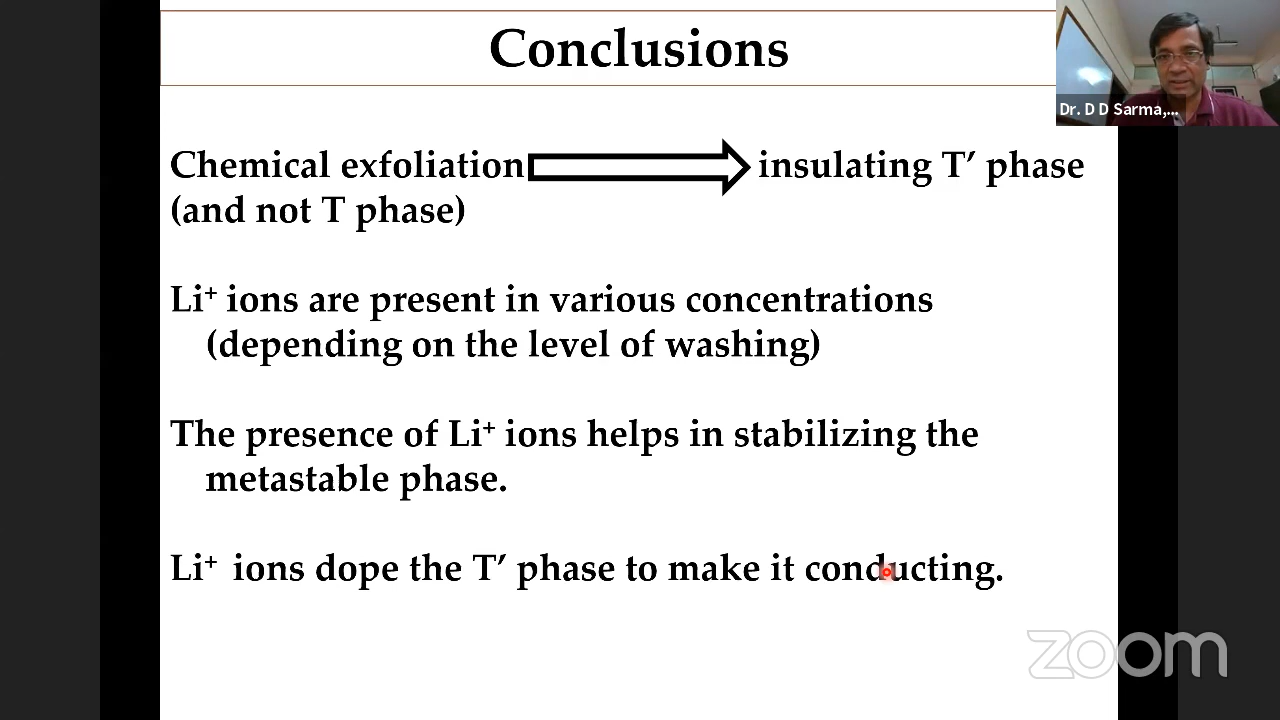 Conclusions
Dr. D D Sarma,...
Chemical exfoliation insulating T′ phase
(and not T phase)
Li⁺ ions are present in various concentrations
(depending on the level of washing)
The presence of Li⁺ ions helps in stabilizing the
metastable phase.
Li⁺ ions dope the T′ phase to make it conducting.
zoom